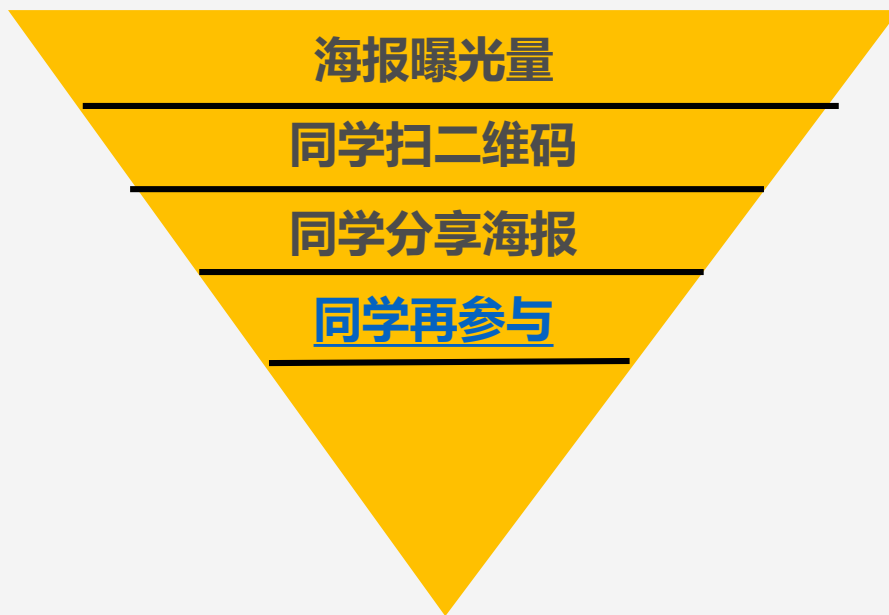 海报曝光量
同学扫二维码
同学分享海报
同学再参与